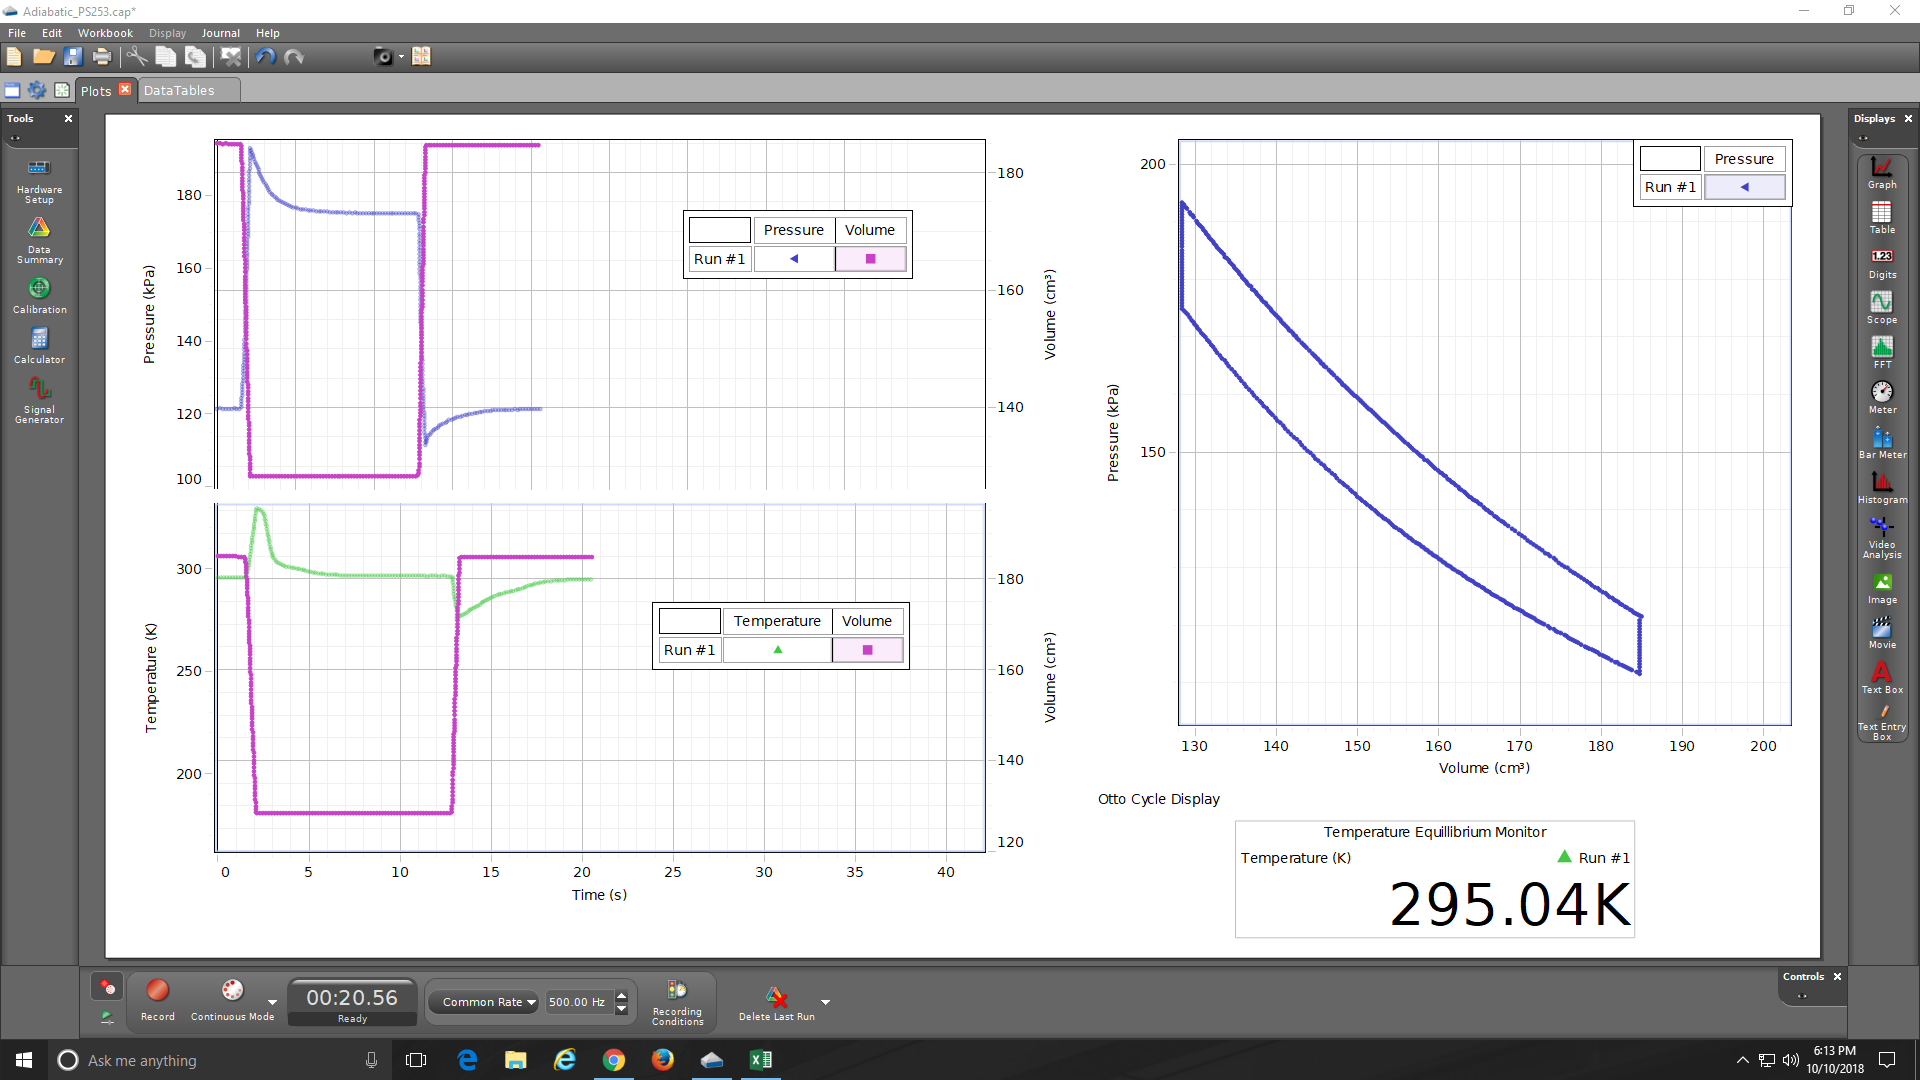 Adiabatic_PS253.cap*
File Edit Workbook Display Journal Help
Plots DataTables
Tools
Hardware
Setup
Data
Summary
Calibration
Calculator
Signal
Generator
Pressure (kPa)
180
160
140
120
100
Pressure Volume
Run #1
180
160
140
Volume (cm³)
Temperature (K)
300
250
200
Temperature Volume
Run #1
180
160
140
120
Volume (cm³)
0 5 10 15 20 25 30 35 40
Time (s)
Pressure
Run #1
Pressure (kPa)
200
150
130 140 150 160 170 180 190 200
Volume (cm³)
Otto Cycle Display
Temperature Equillibrium Monitor
Temperature (K) Run #1
295.04K
Displays
Graph
Table
1.23
Digits
Scope
FFT
Meter
Bar Meter
Histogram
Video
Analysis
Image
Movie
A
Text Box
Text Entry
Box
Record
Continuous Mode
00:20.56
Ready
Common Rate 500.00 Hz
Recording
Conditions
Delete Last Run
Controls
Ask me anything
6:13 PM
10/10/2018